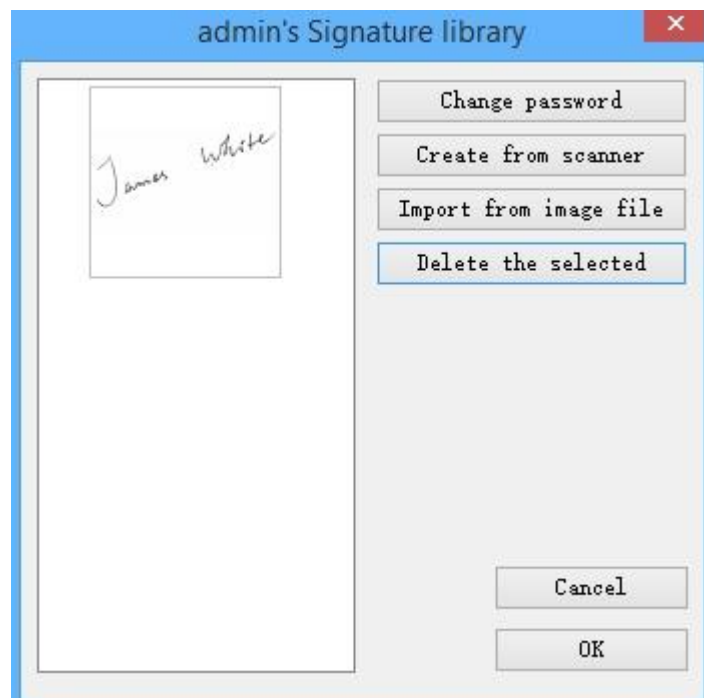 admin's Signature library
James White
Change password
Create from scanner
Import from image file
Delete the selected
Cancel
OK